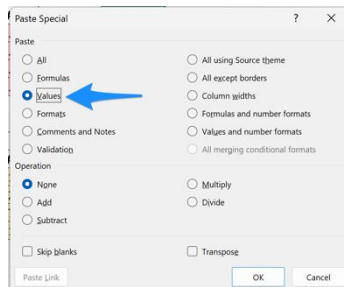 Paste Special ? X
Paste
All
Formulas
Values
Formats
Comments and Notes
Validation
All using Source theme
All except borders
Column widths
Formulas and number formats
Values and number formats
All merging conditional formats
Operation
None
Add
Subtract
Multiply
Divide
Skip blanks
Transpose
Paste Link
OK
Cancel